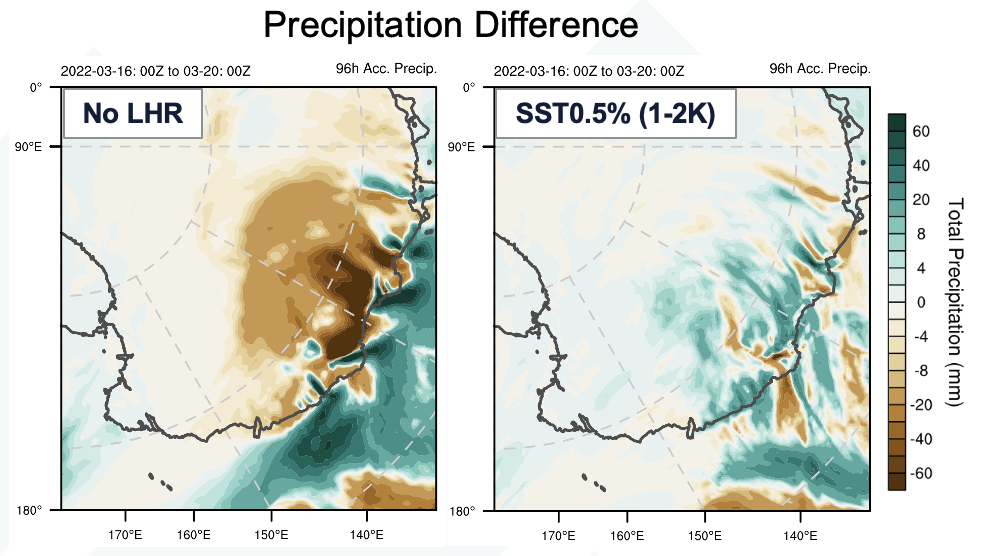 Precipitation Difference
2022-03-16: 00Z to 03-20: 00Z 96h Acc. Precip.
2022-03-16: 00Z to 03-20: 00Z 96h Acc. Precip.
No LHR
SST0.5% (1-2K)
0°
90°E
180°
170°E 160°E 150°E 140°E
0°
90°E
180°
170°E 160°E 150°E 140°E
60
40
20
8
4
0
-4
-8
-20
-40
-60
Total Precipitation (mm)